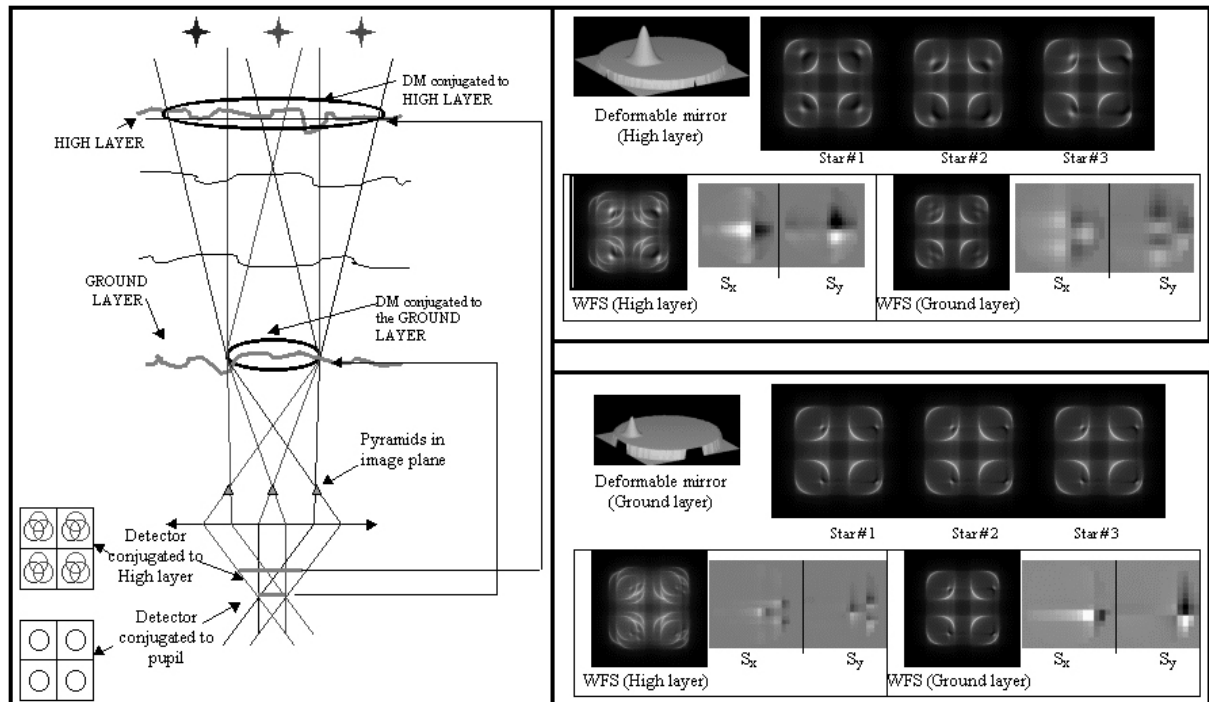 DM conjugated to
HIGH LAYER
HIGH LAYER
GROUND
LAYER
DM conjugated to
the GROUND
LAYER
Pyramids in
image plane
Detector
conjugated to
High layer
Detector
conjugated to
pupil
Deformable mirror
(High layer)
Star#1 Star#2 Star#3
WFS (High layer)
Sx Sy
WFS (Ground layer)
Sx Sy
Deformable mirror
(Ground layer)
Star#1 Star#2 Star#3
WFS (High layer)
Sx Sy
WFS (Ground layer)
Sx Sy